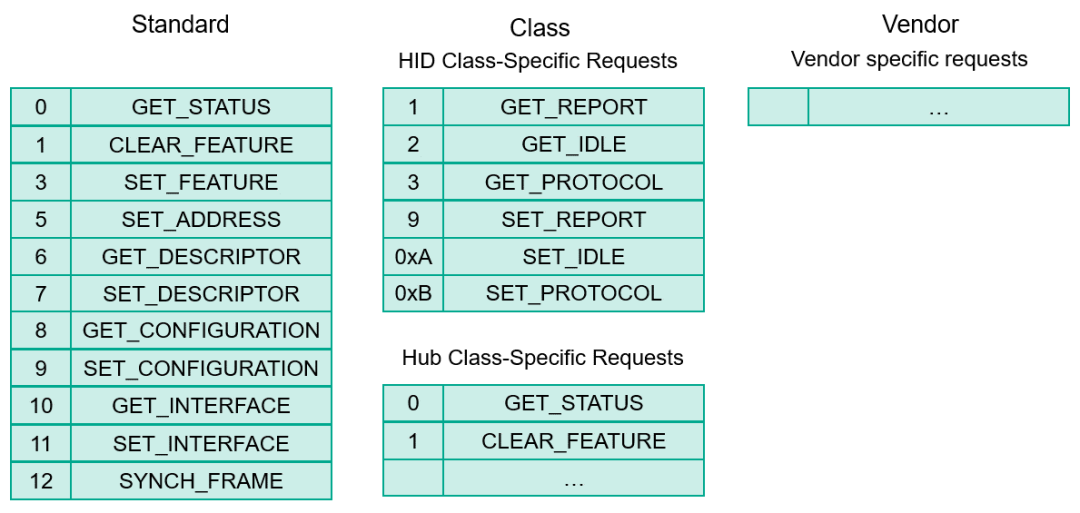 Standard
0 GET_STATUS
1 CLEAR_FEATURE
3 SET_FEATURE
5 SET_ADDRESS
6 GET_DESCRIPTOR
7 SET_DESCRIPTOR
8 GET_CONFIGURATION
9 SET_CONFIGURATION
10 GET_INTERFACE
11 SET_INTERFACE
12 SYNCH_FRAME
Class
HID Class-Specific Requests
1 GET_REPORT
2 GET_IDLE
3 GET_PROTOCOL
9 SET_REPORT
0xA SET_IDLE
0xB SET_PROTOCOL
Hub Class-Specific Requests
0 GET_STATUS
1 CLEAR_FEATURE
…
Vendor
Vendor specific requests
…